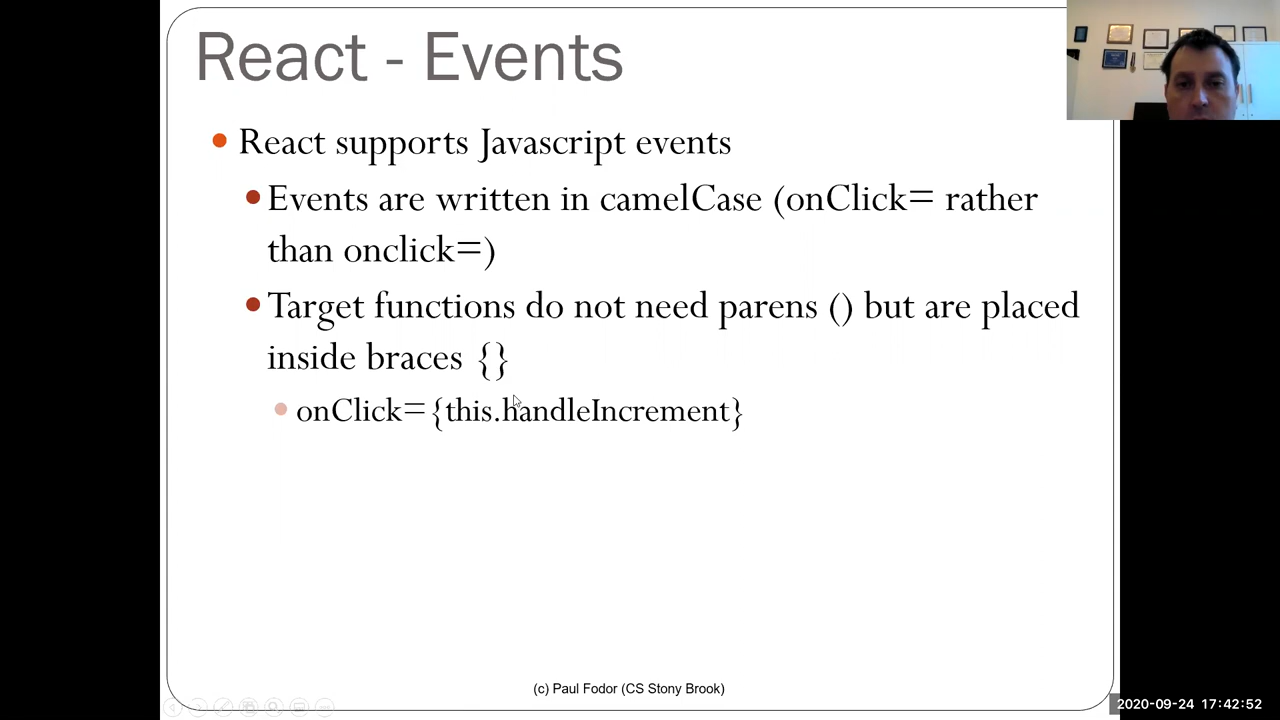 React - Events
React supports Javascript events
Events are written in camelCase (onClick= rather
than onclick=)
Target functions do not need parens () but are placed
inside braces {}
onClick={this.handleIncrement}
(c) Paul Fodor (CS Stony Brook)
2020-09-24 17:42:52